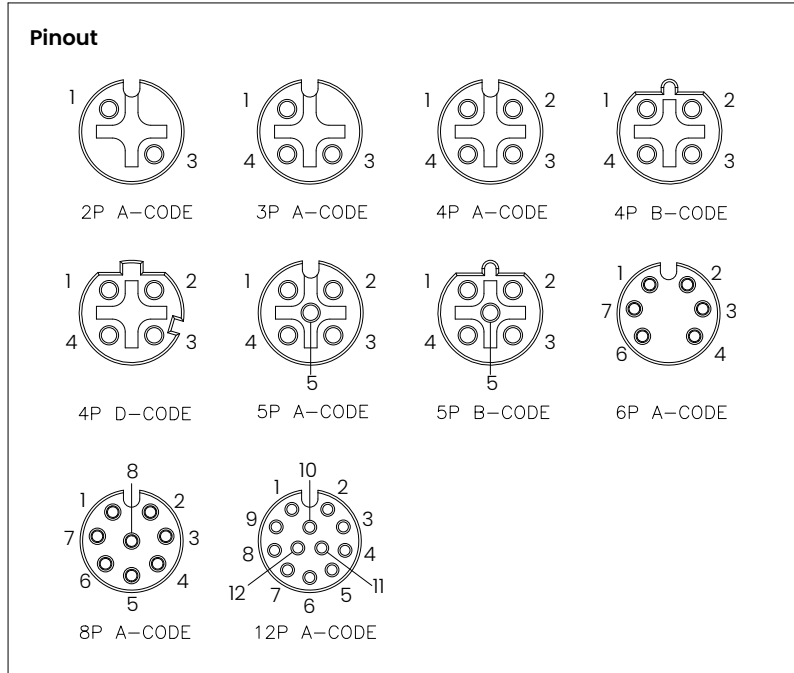 Pinout
1 3
2P A-CODE
1 4 3
3P A-CODE
1 2 4 3
4P A-CODE
1 2 4 3
4P B-CODE
1 2 4 3
4P D-CODE
1 2 4 3 5
5P A-CODE
1 2 4 3 5
5P B-CODE
1 2 7 3 6 4
6P A-CODE
8 1 2 7 3 6 4 5
8P A-CODE
10 1 2 9 3 8 4 12 7 6 5 11
12P A-CODE